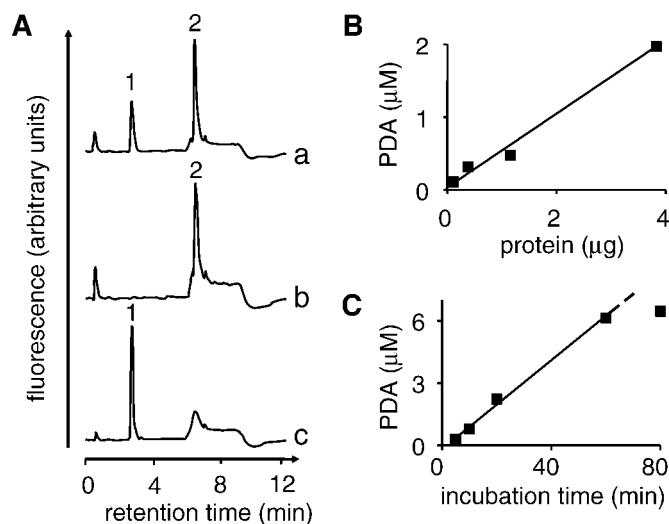 A
fluorescence (arbitrary units)
1
2
a
2
b
1
c
0 4 8 12
retention time (min)
B
PDA (μM)
2
1
0
0 2 4
protein (μg)
C
PDA (μM)
6
3
0
0 40 80
incubation time (min)